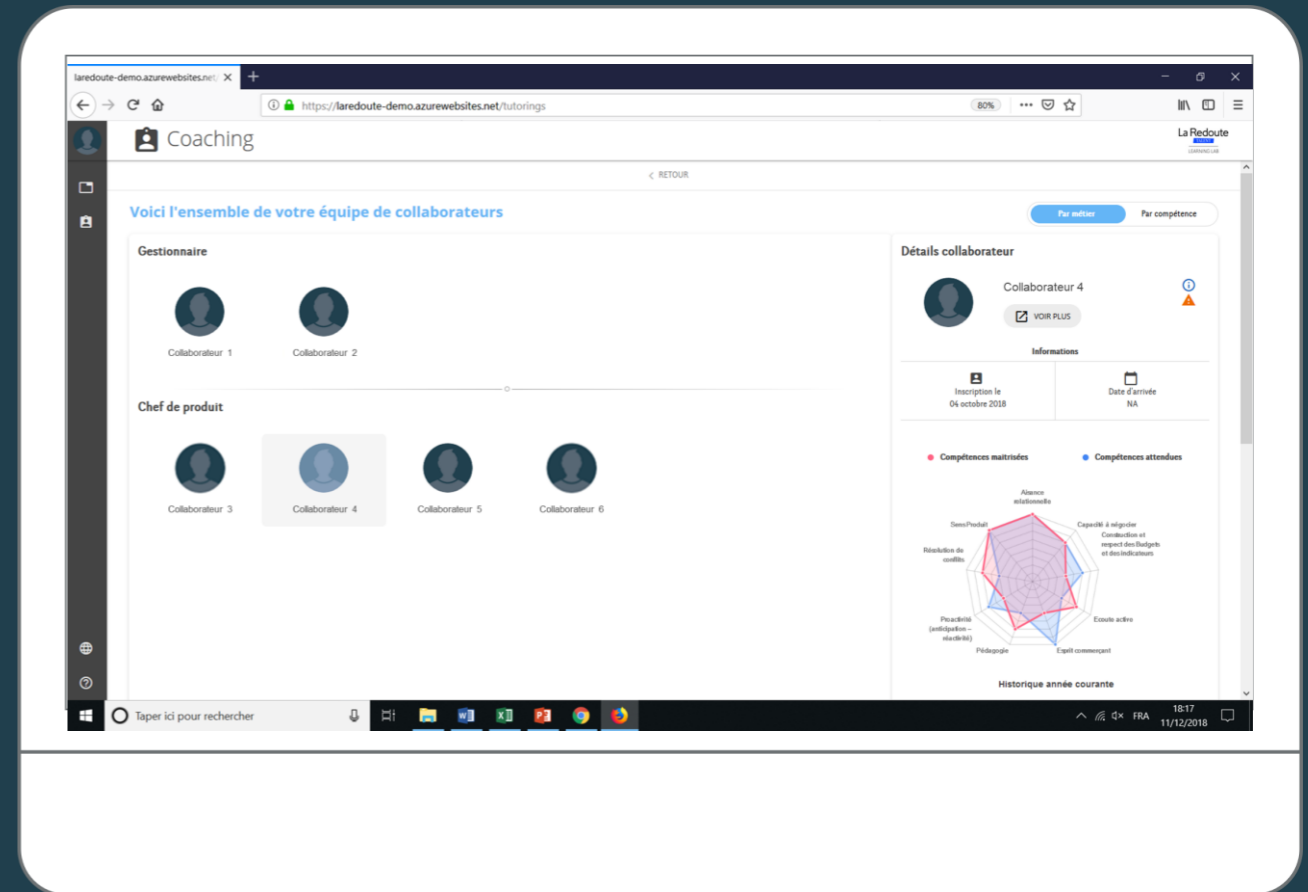 laredoute-demo.azurewebsites.net/
https://laredoute-demo.azurewebsites.net/tutorings
80%
Coaching
La Redoute
LEARNING LAB
< RETOUR
Voici l'ensemble de votre équipe de collaborateurs
Par métier
Par compétence
Gestionnaire
Collaborateur 1
Collaborateur 2
Chef de produit
Collaborateur 3
Collaborateur 4
Collaborateur 5
Collaborateur 6
Détails collaborateur
Collaborateur 4
VOIR PLUS
Informations
Inscription le
04 octobre 2018
Date d'arrivée
NA
Compétences maitrisées
Compétences attendues
Aisance
relationnelle
Capacité à négocier
Construction et
respect des Budgets
et des indicateurs
Ecoute active
Esprit commerçant
Pédagogie
Proactivité
(anticipation –
réactivité)
Résolution de
conflits
Sens Produit
Historique année courante
Taper ici pour rechercher
FRA
18:17
11/12/2018